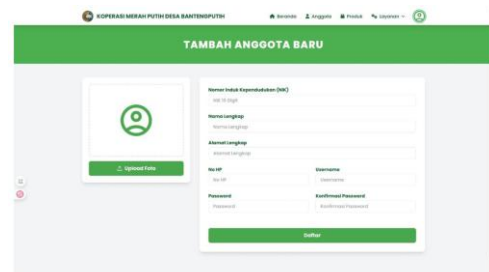 KOPERASI MERAH PUTIH DESA BANTENGPUTIH
Beranda Anggota Produk Layanan
TAMBAH ANGGOTA BARU
Upload Foto
Nomor Induk Kependudukan (NIK)
NIK 16 Digit
Nama Lengkap
Nama Lengkap
Alamat Lengkap
Alamat Lengkap
No HP Username
No HP Username
Password Konfirmasi Password
Password Konfirmasi Password
Daftar